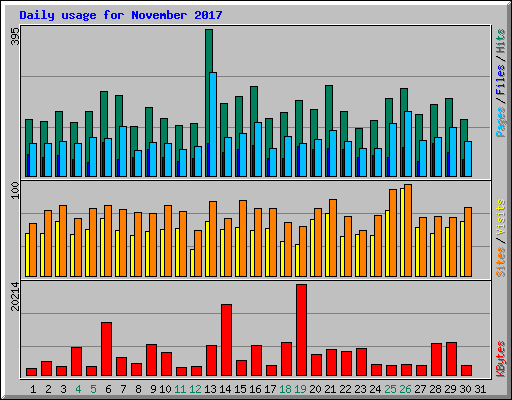 Daily usage for November 2017
395
Pages / Files / Hits
100
Sites / Visits
20214
KBytes
1 2 3 4 5 6 7 8 9 10 11 12 13 14 15 16 17 18 19 20 21 22 23 24 25 26 27 28 29 30 31